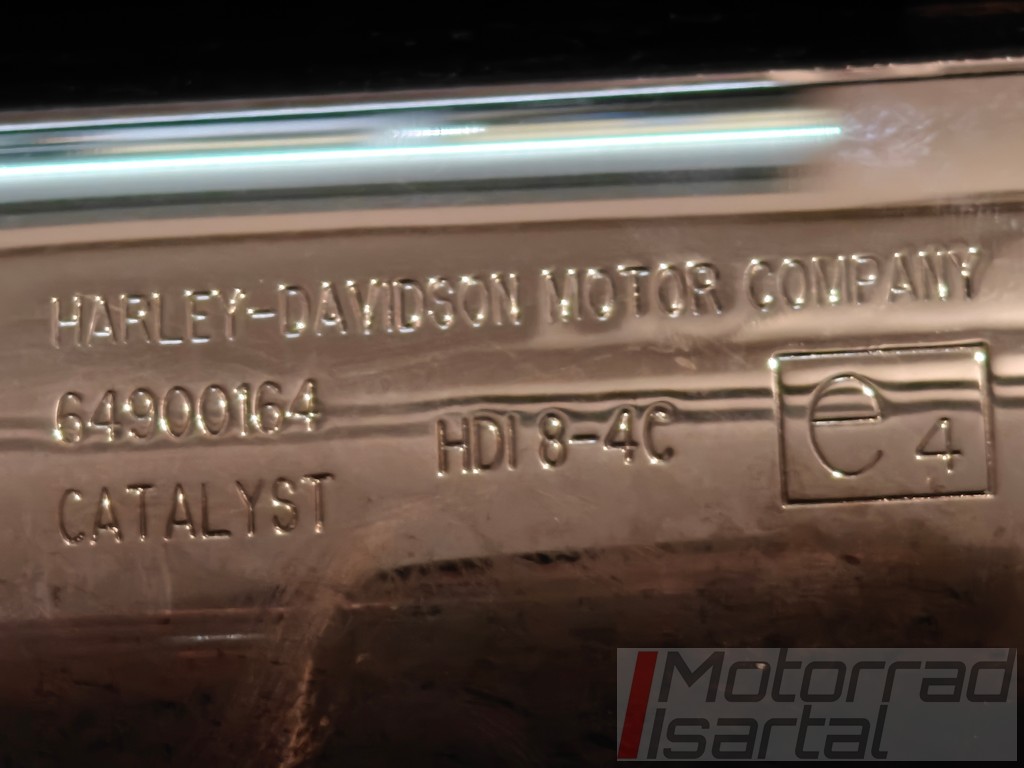 HARLEY-DAVIDSON MOTOR COMPANY
64900164
HDI 8-4C
e 4
CATALYST
Motorrad
Isartal